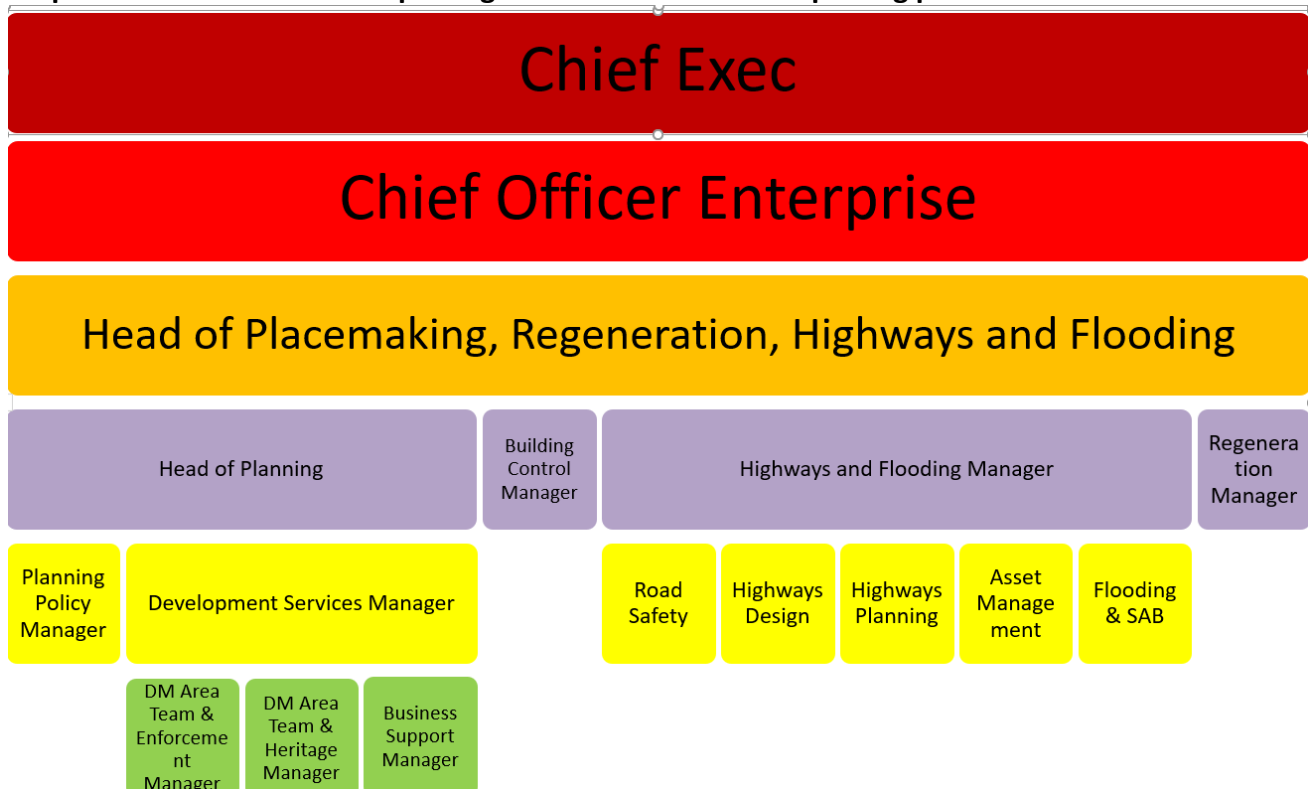 Chief Exec
Chief Officer Enterprise
Head of Placemaking, Regeneration, Highways and Flooding
Head of Planning
Building
Control
Manager
Highways and Flooding Manager
Regenera
tion
Manager
Planning
Policy
Manager
Development Services Manager
Road
Safety
Highways
Design
Highways
Planning
Asset
Manage
ment
Flooding
& SAB
DM Area
Team &
Enforceme
nt
Manager
DM Area
Team &
Heritage
Manager
Business
Support
Manager